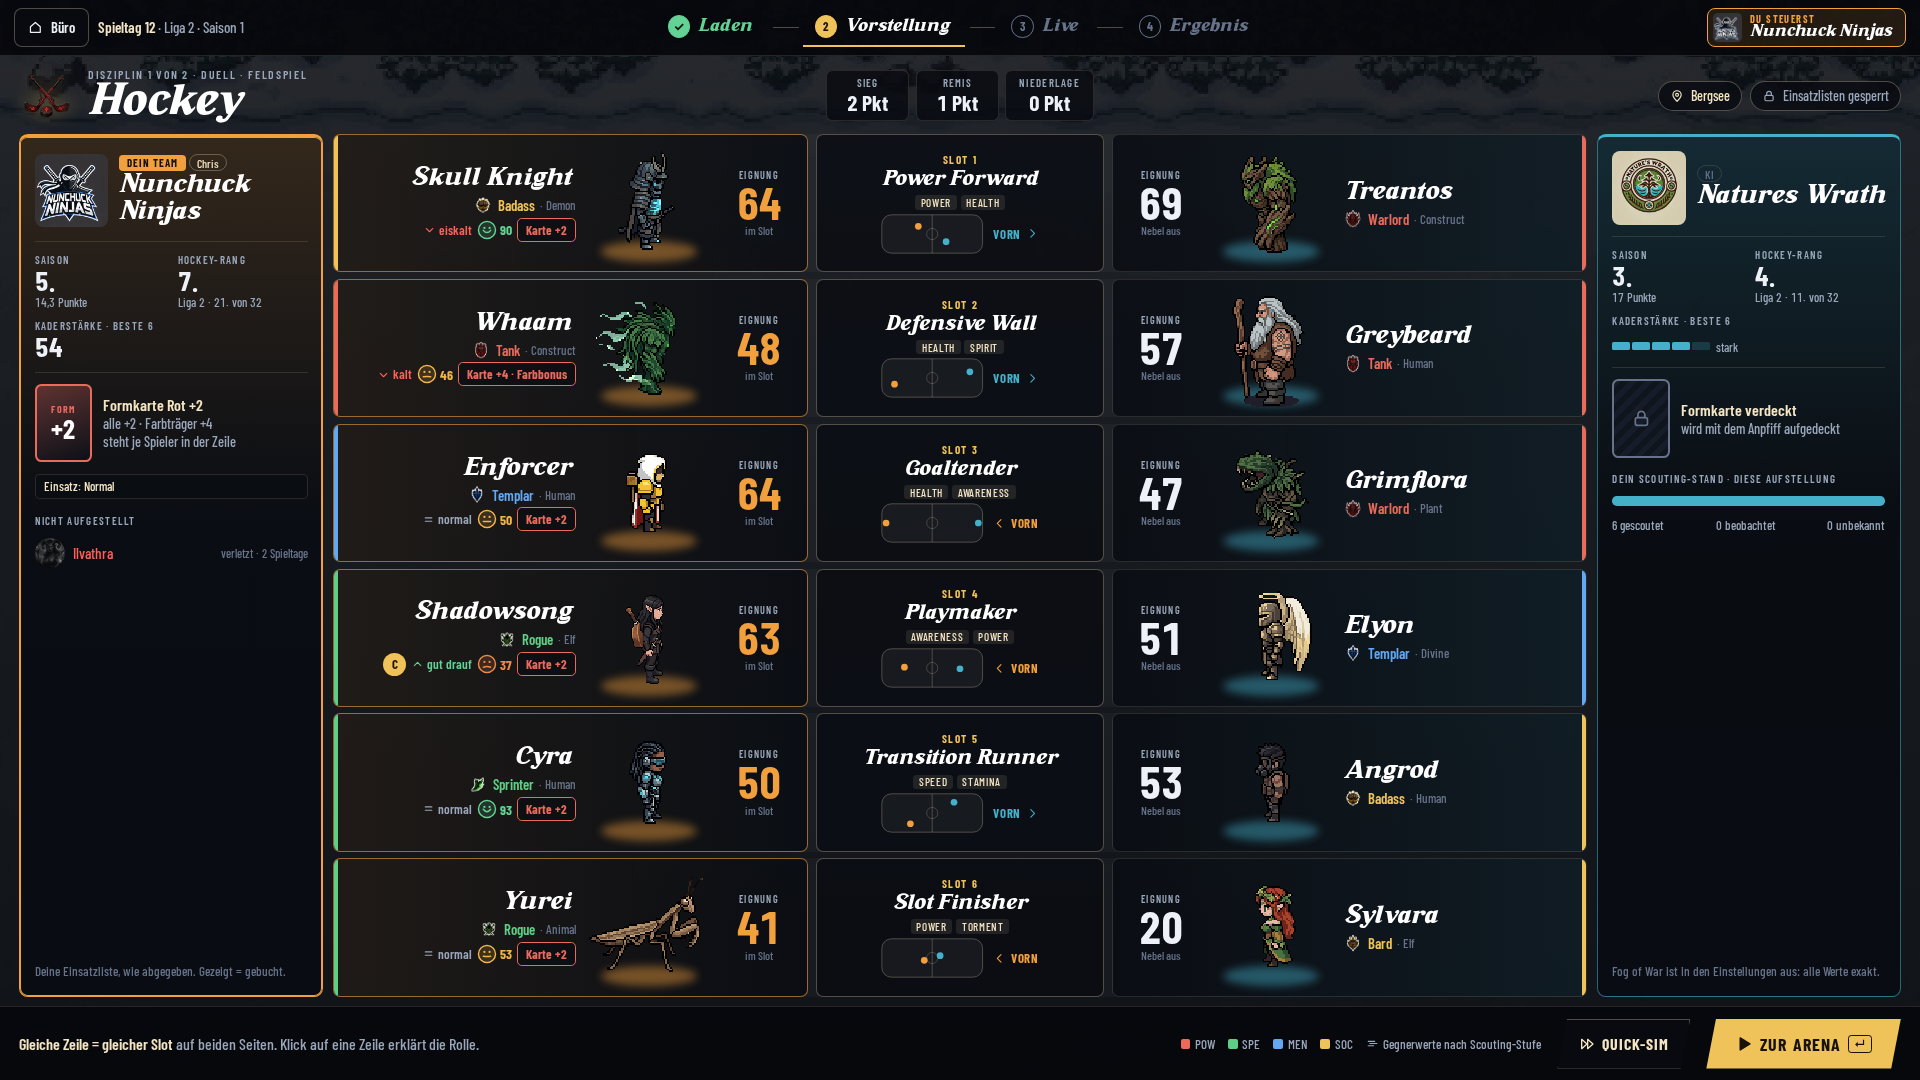 Büro
Spieltag 12 · Liga 2 · Saison 1
Laden
2 Vorstellung
3 Live
4 Ergebnis
DU STEUERST
Nunchuck Ninjas
DISZIPLIN 1 VON 2 · DUELL · FELDSPIEL
Hockey
SIEG
2 Pkt
REMIS
1 Pkt
NIEDERLAGE
0 Pkt
Bergsee
Einsatzlisten gesperrt
NUNCHUCK NINJAS
DEIN TEAM
Chris
Nunchuck
Ninjas
SAISON
5.
14,3 Punkte
HOCKEY-RANG
7.
Liga 2 · 21. von 32
KADERSTÄRKE · BESTE 6
54
FORM
+2
Formkarte Rot +2
alle +2 · Farbträger +4
steht je Spieler in der Zeile
Einsatz: Normal
NICHT AUFGESTELLT
Ilvathra
verletzt · 2 Spieltage
Deine Einsatzliste, wie abgegeben. Gezeigt = gebucht.
Skull Knight
Badass · Demon
eiskalt 90 Karte +2
EIGNUNG
64
im Slot
SLOT 1
Power Forward
POWER HEALTH
VORN
EIGNUNG
69
Nebel aus
Treantos
Warlord · Construct
Whaam
Tank · Construct
kalt 46 Karte +4 · Farbbonus
EIGNUNG
48
im Slot
SLOT 2
Defensive Wall
HEALTH SPIRIT
VORN
EIGNUNG
57
Nebel aus
Greybeard
Tank · Human
Enforcer
Templar · Human
normal 50 Karte +2
EIGNUNG
64
im Slot
SLOT 3
Goaltender
HEALTH AWARENESS
VORN
EIGNUNG
47
Nebel aus
Grimflora
Warlord · Plant
Shadowsong
Rogue · Elf
C gut drauf 37 Karte +2
EIGNUNG
63
im Slot
SLOT 4
Playmaker
AWARENESS POWER
VORN
EIGNUNG
51
Nebel aus
Elyon
Templar · Divine
Cyra
Sprinter · Human
normal 93 Karte +2
EIGNUNG
50
im Slot
SLOT 5
Transition Runner
SPEED STAMINA
VORN
EIGNUNG
53
Nebel aus
Angrod
Badass · Human
Yurei
Rogue · Animal
normal 53 Karte +2
EIGNUNG
41
im Slot
SLOT 6
Slot Finisher
POWER TORMENT
VORN
EIGNUNG
20
Nebel aus
Sylvara
Bard · Elf
KI
Natures Wrath
SAISON
3.
17 Punkte
HOCKEY-RANG
4.
Liga 2 · 11. von 32
KADERSTÄRKE · BESTE 6
stark
Formkarte verdeckt
wird mit dem Anpfiff aufgedeckt
DEIN SCOUTING-STAND · DIESE AUFSTELLUNG
6 gescoutet 0 beobachtet 0 unbekannt
Fog of War ist in den Einstellungen aus: alle Werte exakt.
Gleiche Zeile = gleicher Slot auf beiden Seiten. Klick auf eine Zeile erklärt die Rolle.
POW SPE MEN SOC Gegnerwerte nach Scouting-Stufe
QUICK-SIM
ZUR ARENA